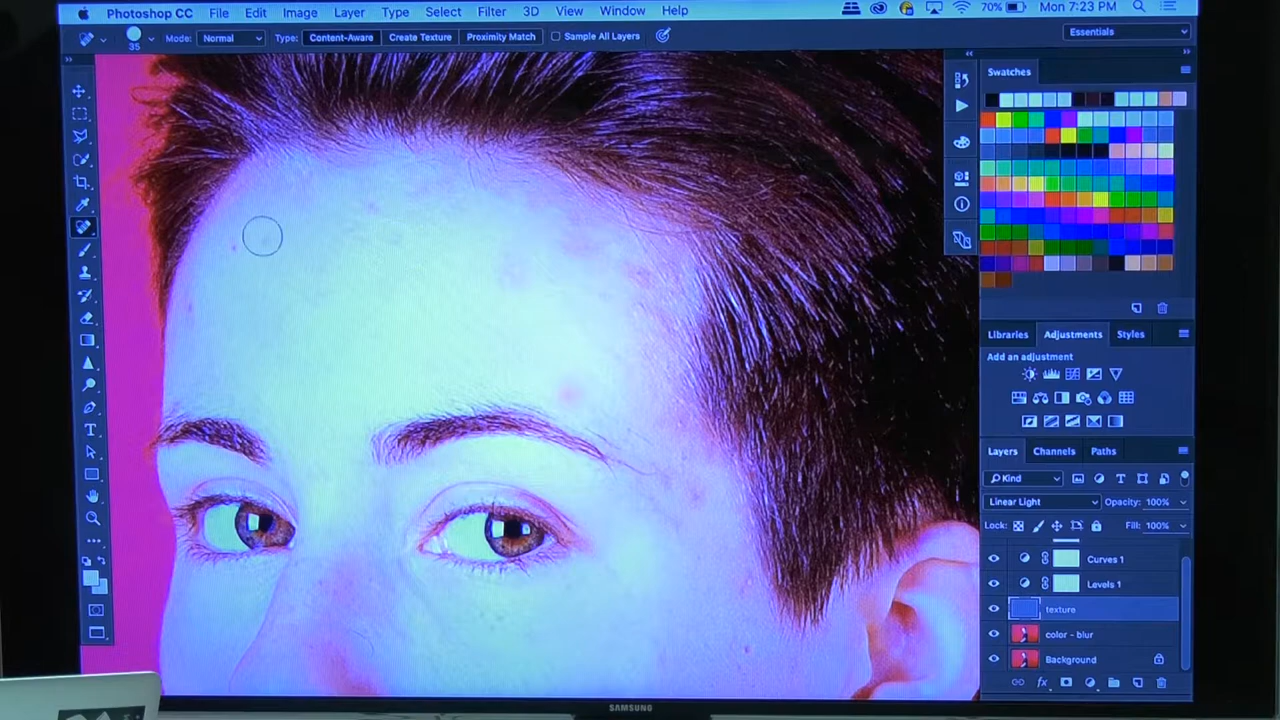 Photoshop CC File Edit Image Layer Type Select Filter 3D View Window Help 70% Mon 7:23 PM
35 Mode: Normal Type: Content-Aware Create Texture Proximity Match Sample All Layers Essentials
Swatches
Libraries Adjustments Styles
Add an adjustment
Layers Channels Paths
Kind
Linear Light Opacity: 100%
Lock: Fill: 100%
Curves 1
Levels 1
texture
color - blur
Background
fx
SAMSUNG